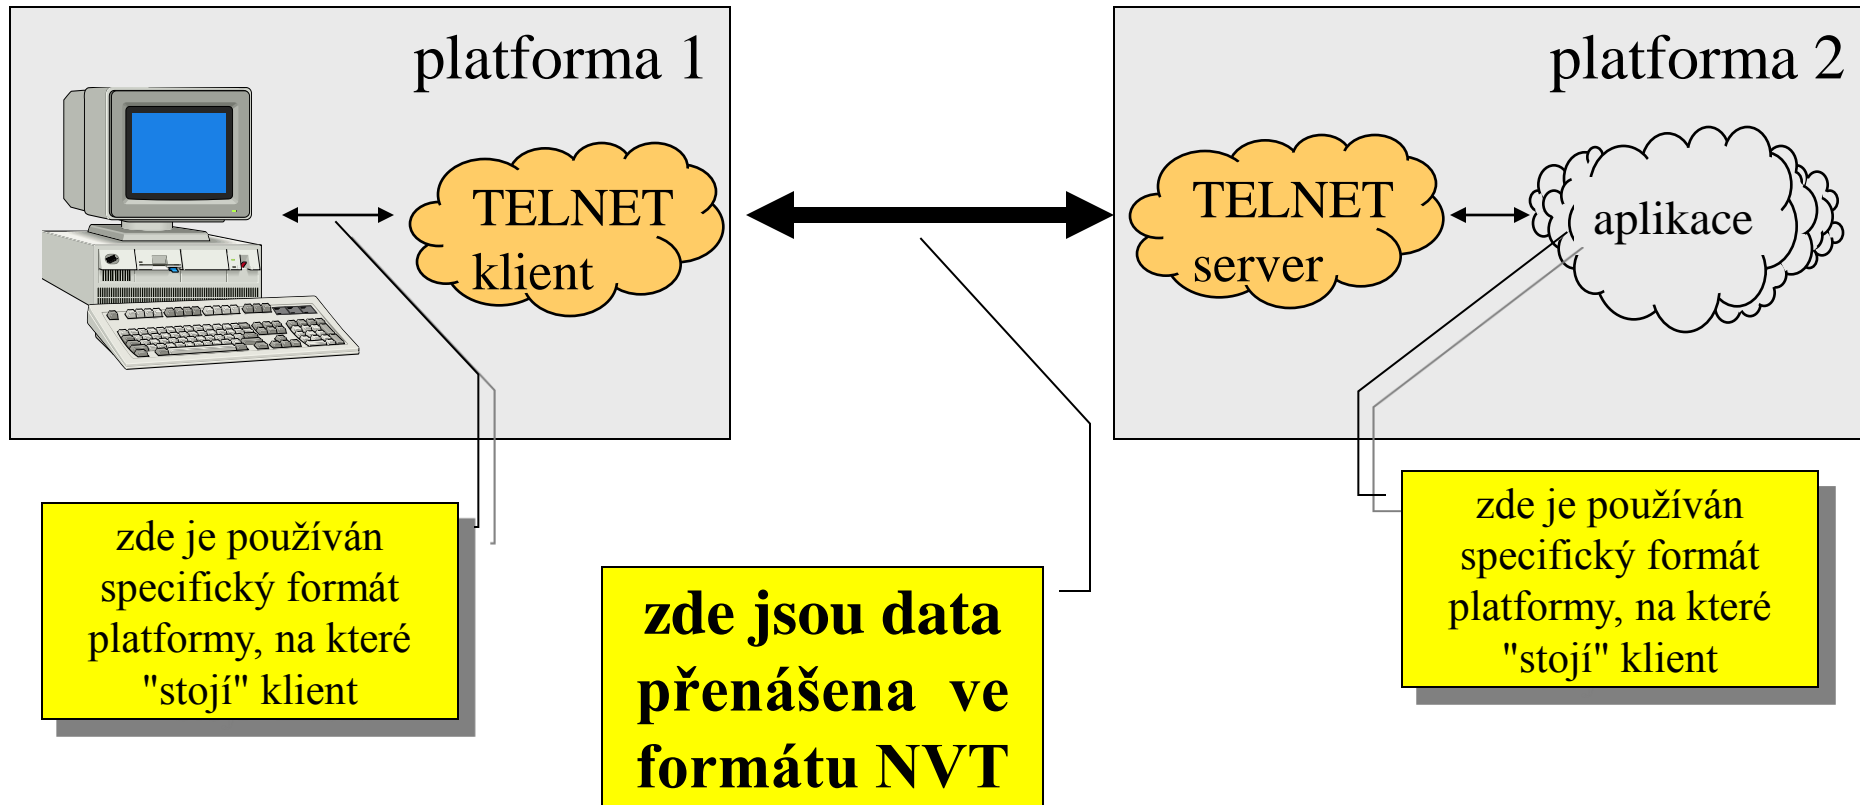 platforma 1
platforma 2
TELNET
klient
TELNET
server
aplikace
zde je používán
specifický formát
platformy, na které
"stojí" klient
zde jsou data
přenášena ve
formátu NVT
zde je používán
specifický formát
platformy, na které
"stojí" klient